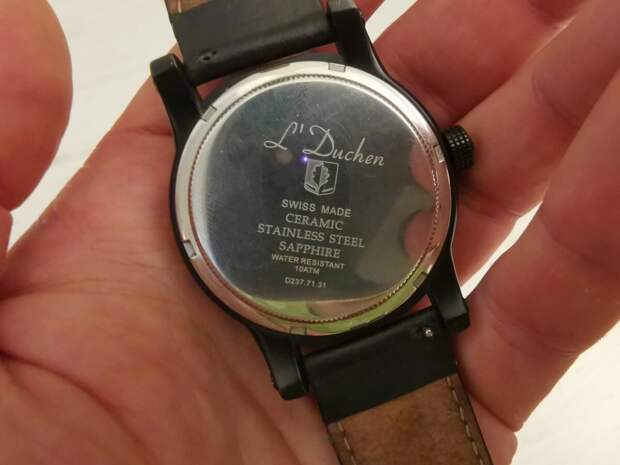 L'Duchen
SWISS MADE
CERAMIC
STAINLESS STEEL
SAPPHIRE
WATER RESISTANT
10ATM
D237.71.31